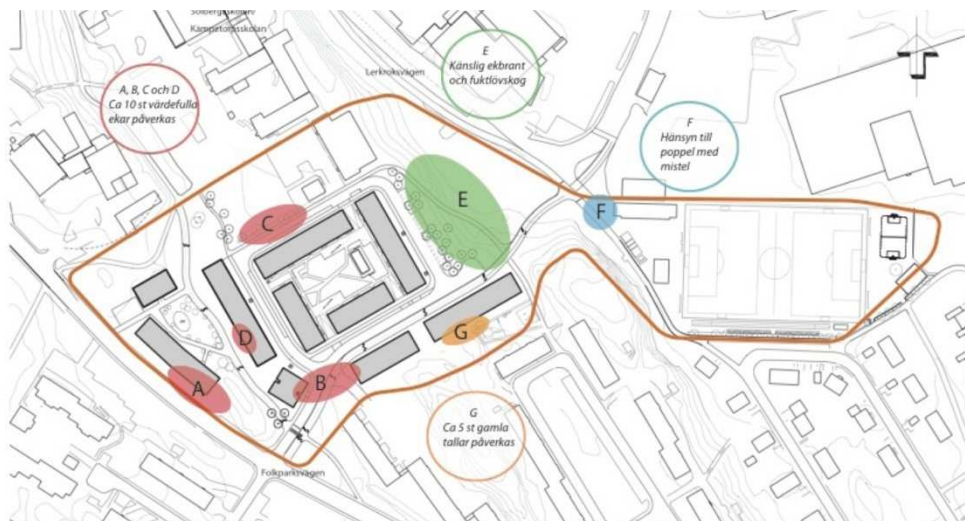 Solbergsskolan/
Kämpetorpsskolan
Lerkroksvägen
A, B, C och D
Ca 10 st värdefulla
ekar påverkas
E
Känslig ekbrant
och fuktlövskog
F
Hänsyn till
poppel med
mistel
E
C
F
D
G
A
B
G
Ca 5 st gamla
tallar påverkas
Folkparksvägen